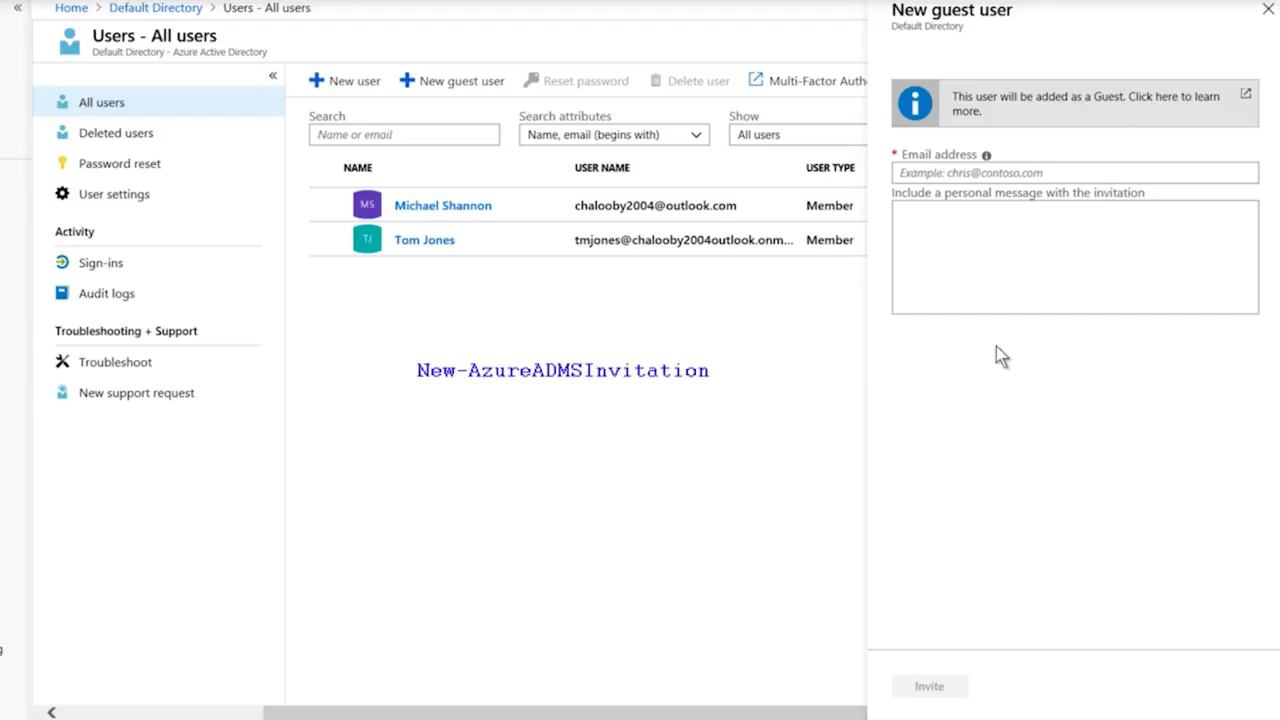 Home > Default Directory > Users - All users
Users - All users
Default Directory - Azure Active Directory
All users
Deleted users
Password reset
User settings
Activity
Sign-ins
Audit logs
Troubleshooting + Support
Troubleshoot
New support request
New user
New guest user
Reset password
Delete user
Multi-Factor Auth
Search
Name or email
Search attributes
Name, email (begins with)
Show
All users
NAME USER NAME USER TYPE
MS Michael Shannon chalooby2004@outlook.com Member
TJ Tom Jones tmjones@chalooby2004outlook.onm... Member
New-AzureADMSInvitation
New guest user
Default Directory
This user will be added as a Guest. Click here to learn
more.
* Email address
Example: chris@contoso.com
Include a personal message with the invitation
Invite